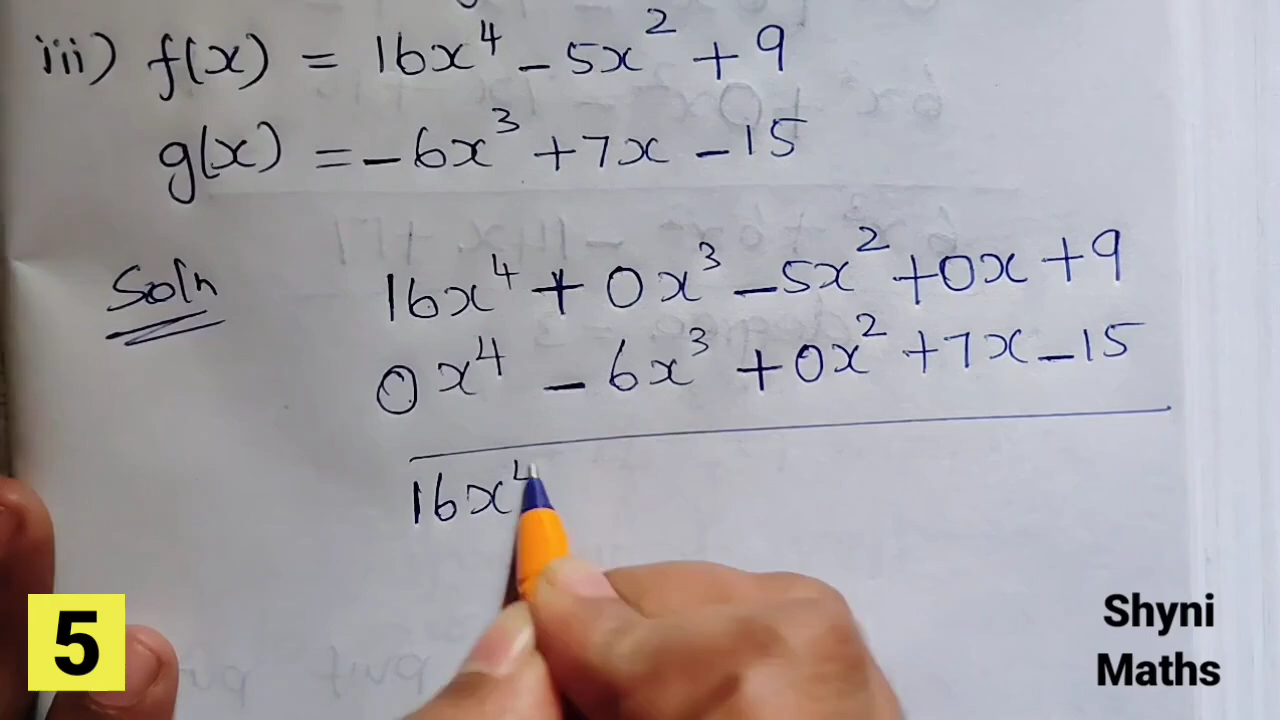 iii) f(x) = 16x⁴ - 5x² + 9
g(x) = -6x³ + 7x - 15
Soln
16x⁴ + 0x³ - 5x² + 0x + 9
0x⁴ - 6x³ + 0x² + 7x - 15
16x⁴
5
Shyni
Maths